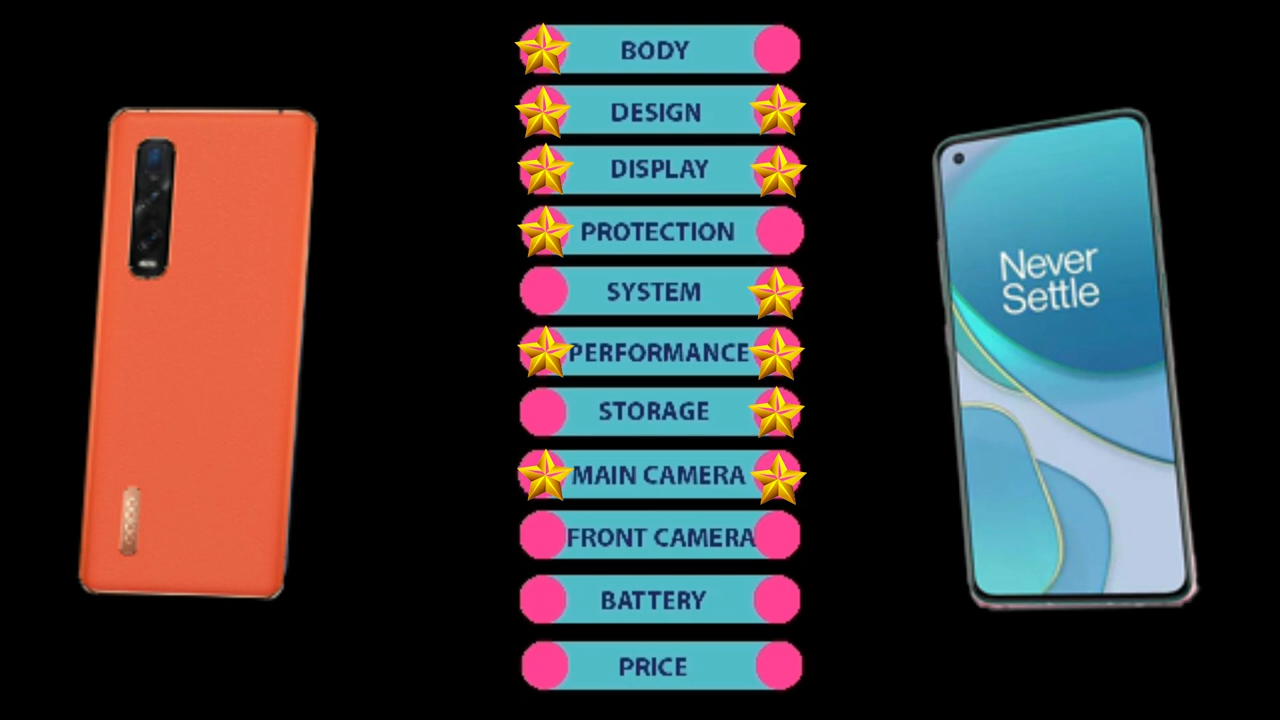 BODY
DESIGN
DISPLAY
PROTECTION
SYSTEM
PERFORMANCE
STORAGE
MAIN CAMERA
FRONT CAMERA
BATTERY
PRICE
Never
Settle